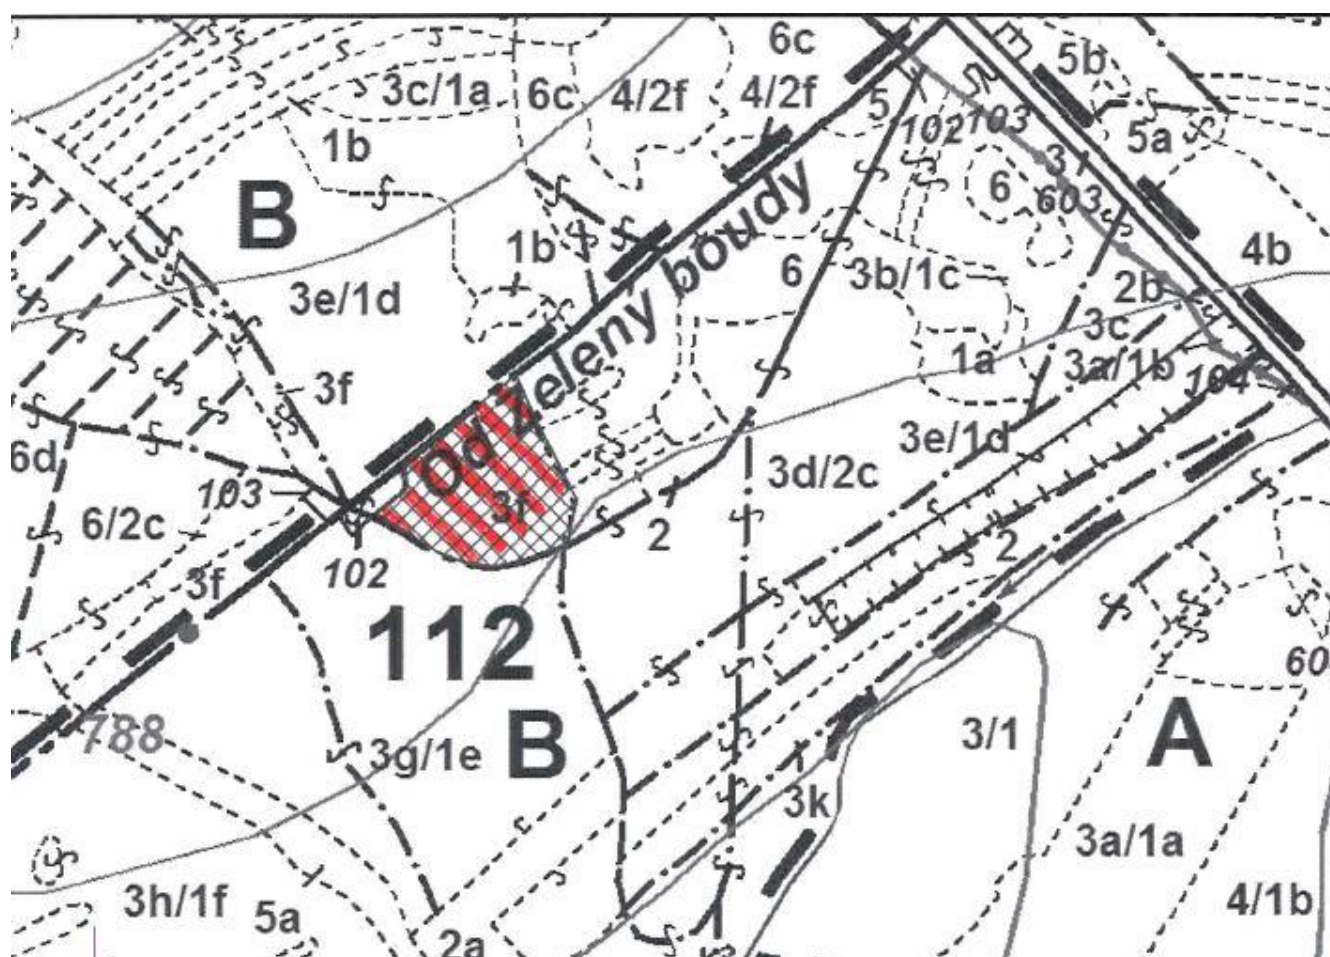 6c
5b
3c/1a
6c
4/2f
4/2f
5
102
103
5a
1b
3
6
603
B
1b
4b
3e/1d
6
3b/1c
2b
Od zelený boudy
3c
3f
1a
3a/1b
104
6d
3e/1d
103
3d/2c
6/2c
3f
2
2
102
3f
112
60
788
3g/1e
B
3/1
A
3k
3a/1a
3h/1f
5a
4/1b
2a